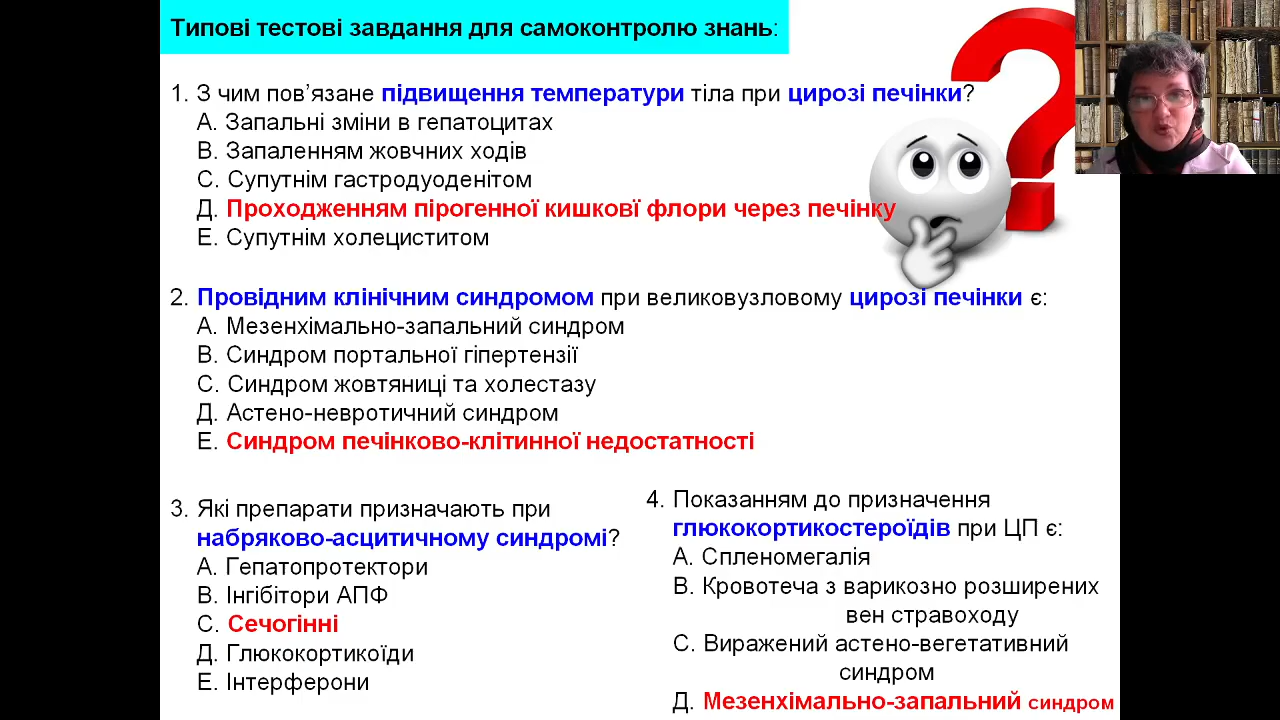 Типові тестові завдання для самоконтролю знань:
1. З чим пов’язане підвищення температури тіла при цирозі печінки?
А. Запальні зміни в гепатоцитах
В. Запаленням жовчних ходів
С. Супутнім гастродуоденітом
Д. Проходженням пірогенної кишкової флори через печінку
Е. Супутнім холециститом
2. Провідним клінічним синдромом при великовузловому цирозі печінки є:
А. Мезенхімально-запальний синдром
В. Синдром портальної гіпертензії
С. Синдром жовтяниці та холестазу
Д. Астено-невротичний синдром
Е. Синдром печінково-клітинної недостатності
3. Які препарати призначають при
набряково-асцитичному синдромі?
А. Гепатопротектори
В. Інгібітори АПФ
С. Сечогінні
Д. Глюкокортикоїди
Е. Інтерферони
4. Показанням до призначення
глюкокортикостероїдів при ЦП є:
А. Спленомегалія
В. Кровотеча з варикозно розширених
вен стравоходу
С. Виражений астено-вегетативний
синдром
Д. Мезенхімально-запальний синдром